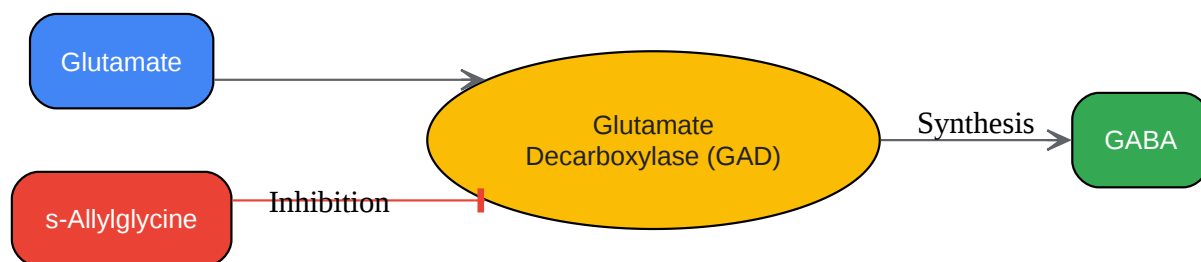 Glutamate
Glutamate
Decarboxylase (GAD)
Synthesis
GABA
s-Allylglycine
Inhibition